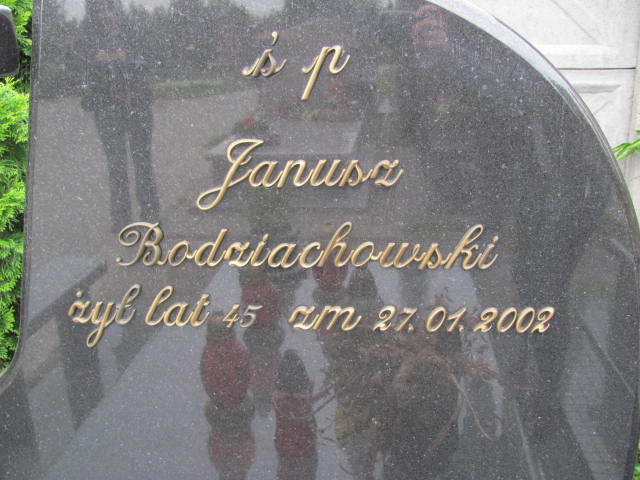 ś p
Janusz
Bodziachowski
żył lat 45 zm 27.01.2002